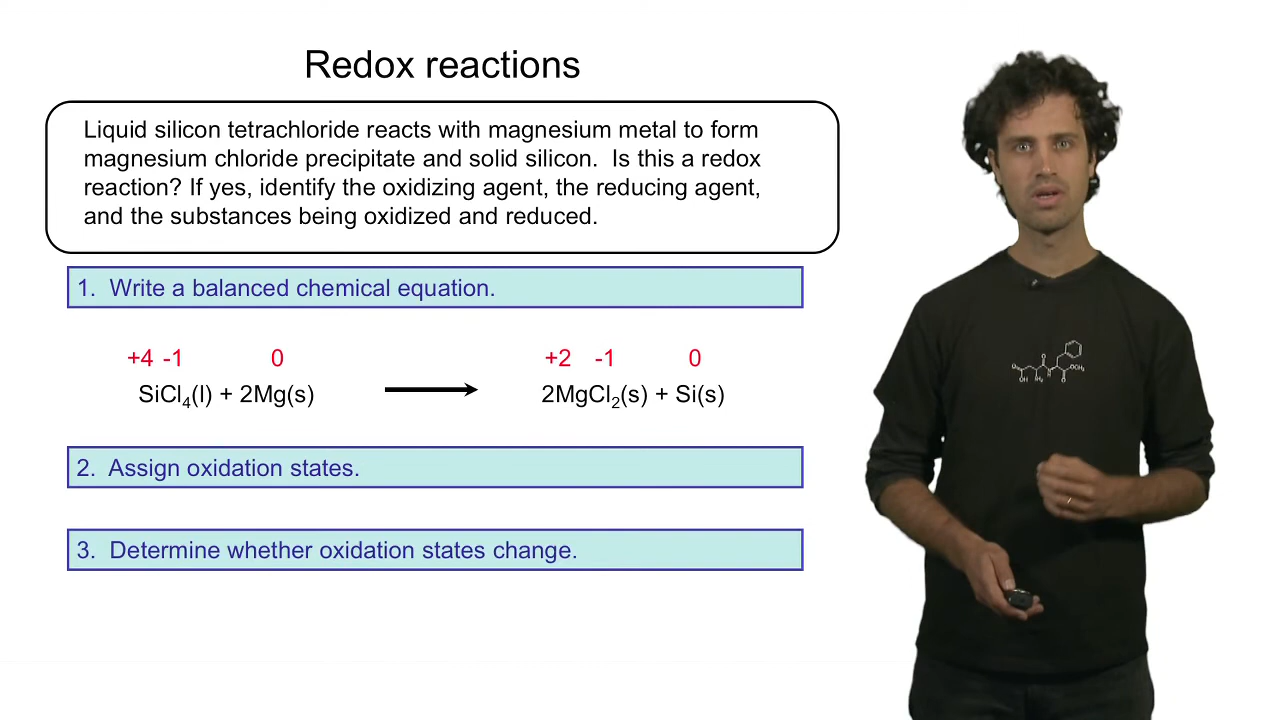 Redox reactions
Liquid silicon tetrachloride reacts with magnesium metal to form
magnesium chloride precipitate and solid silicon.  Is this a redox
reaction? If yes, identify the oxidizing agent, the reducing agent,
and the substances being oxidized and reduced.
1.  Write a balanced chemical equation.
+4 -1 0 +2 -1 0
SiCl₄(l) + 2Mg(s) ⟶ 2MgCl₂(s) + Si(s)
2.  Assign oxidation states.
3.  Determine whether oxidation states change.